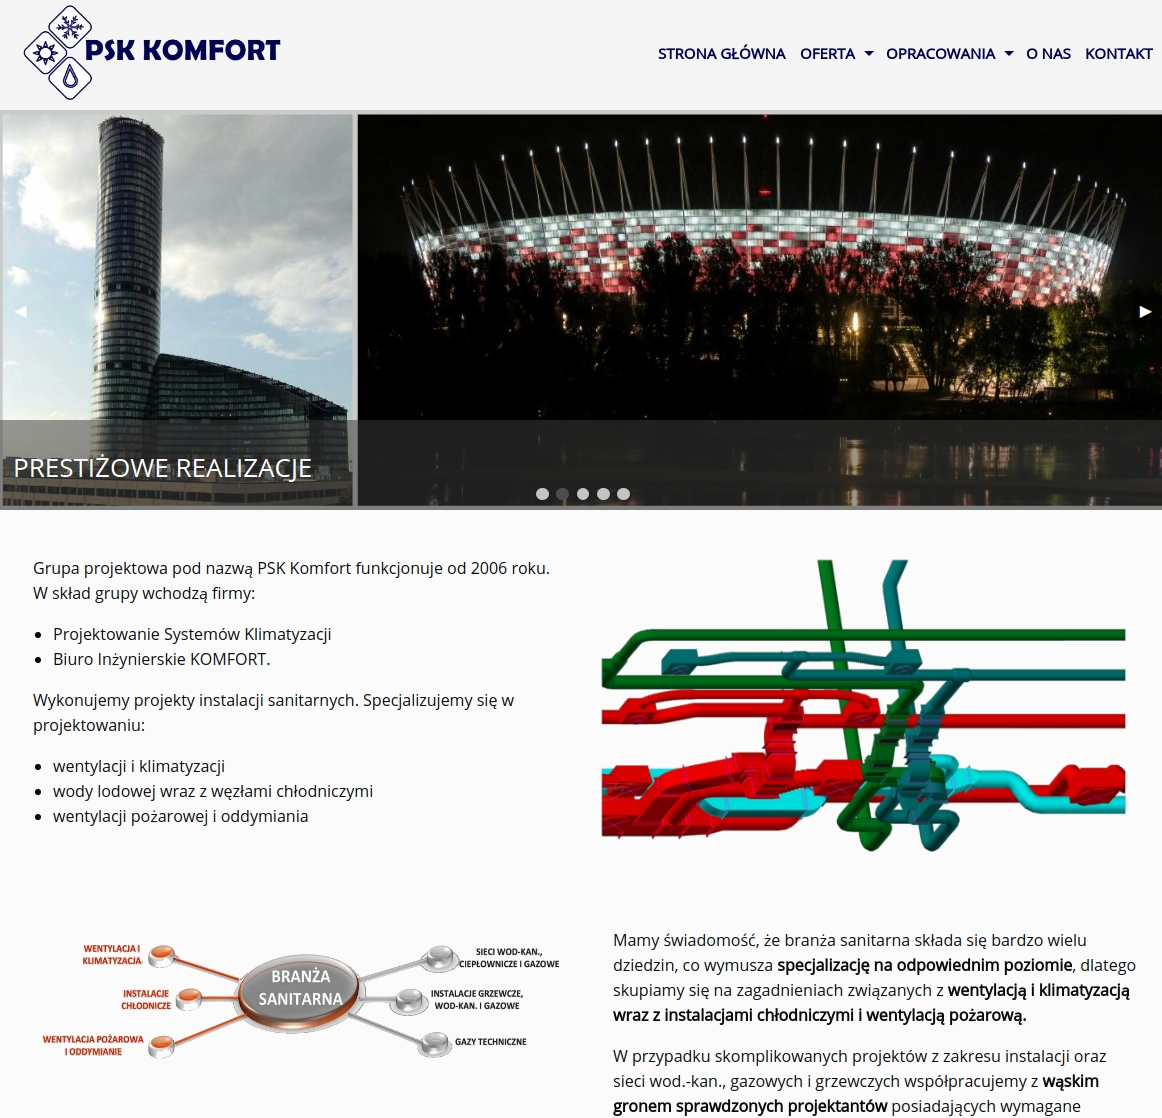 PSK KOMFORT
STRONA GŁÓWNA OFERTA OPRACOWANIA O NAS KONTAKT
PRESTIŻOWE REALIZACJE
Grupa projektowa pod nazwą PSK Komfort funkcjonuje od 2006 roku.
W skład grupy wchodzą firmy:
Projektowanie Systemów Klimatyzacji
Biuro Inżynierskie KOMFORT.
Wykonujemy projekty instalacji sanitarnych. Specjalizujemy się w
projektowaniu:
wentylacji i klimatyzacji
wody lodowej wraz z węzłami chłodniczymi
wentylacji pożarowej i oddymiania
WENTYLACJA I
KLIMATYZACJA
INSTALACJE
CHŁODNICZE
WENTYLACJA POŻAROWA
I ODDYMIANIE
BRANŻA
SANITARNA
SIECI WOD-KAN.,
CIEPŁOWNICZE I GAZOWE
INSTALACJE GRZEWCZE,
WOD-KAN. I GAZOWE
GAZY TECHNICZNE
Mamy świadomość, że branża sanitarna składa się bardzo wielu
dziedzin, co wymusza specjalizację na odpowiednim poziomie, dlatego
skupiamy się na zagadnieniach związanych z wentylacją i klimatyzacją
wraz z instalacjami chłodniczymi i wentylacją pożarową.
W przypadku skomplikowanych projektów z zakresu instalacji oraz
sieci wod.-kan., gazowych i grzewczych współpracujemy z wąskim
gronem sprawdzonych projektantów posiadających wymagane